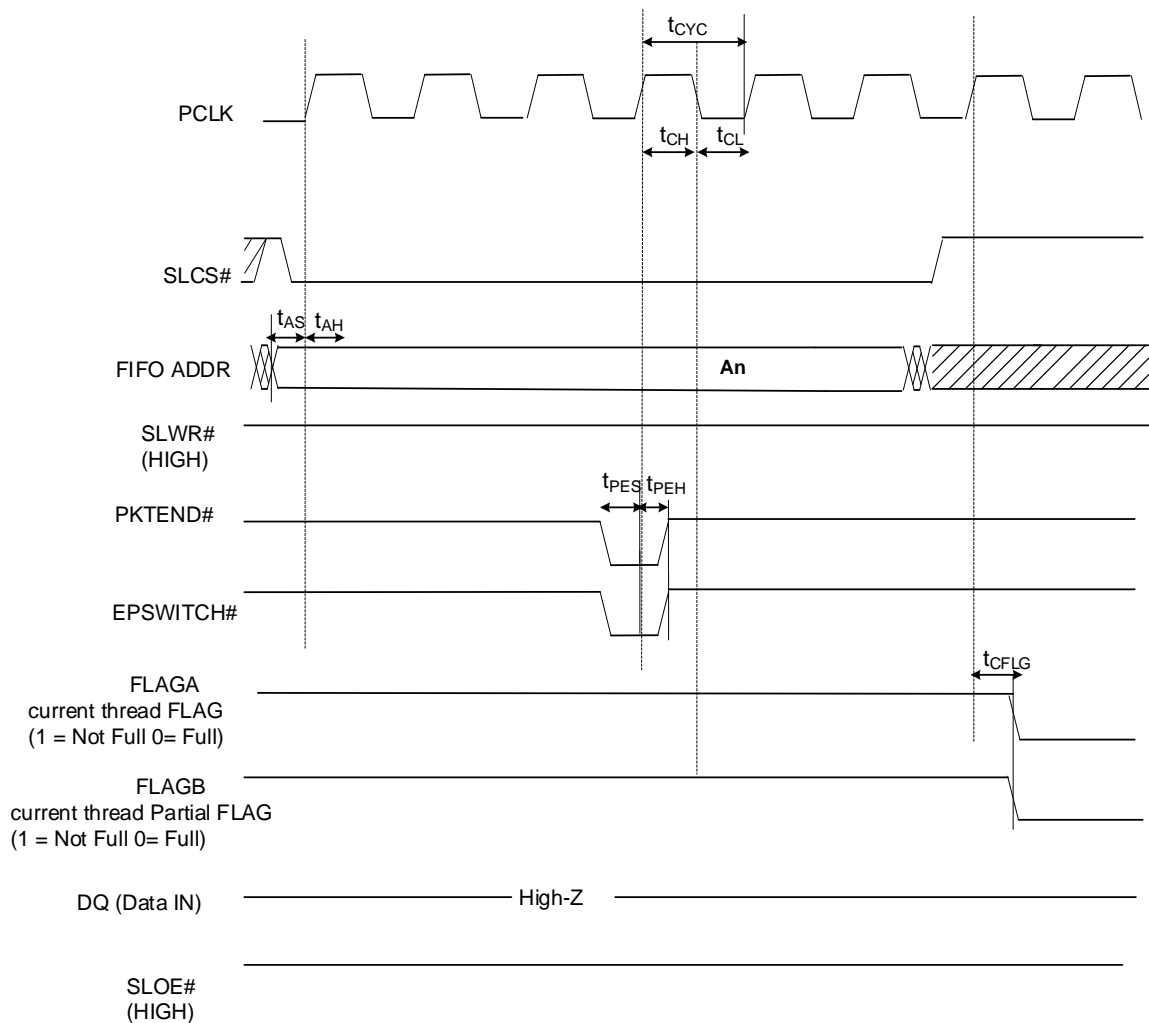 tCYC
PCLK
tCH
tCL
SLCS#
tAS
tAH
FIFO ADDR
An
SLWR#
(HIGH)
tPES
tPEH
PKTEND#
EPSWITCH#
tCFLG
FLAGA
current thread FLAG
(1 = Not Full 0= Full)
FLAGB
current thread Partial FLAG
(1 = Not Full 0= Full)
DQ (Data IN)
High-Z
SLOE#
(HIGH)